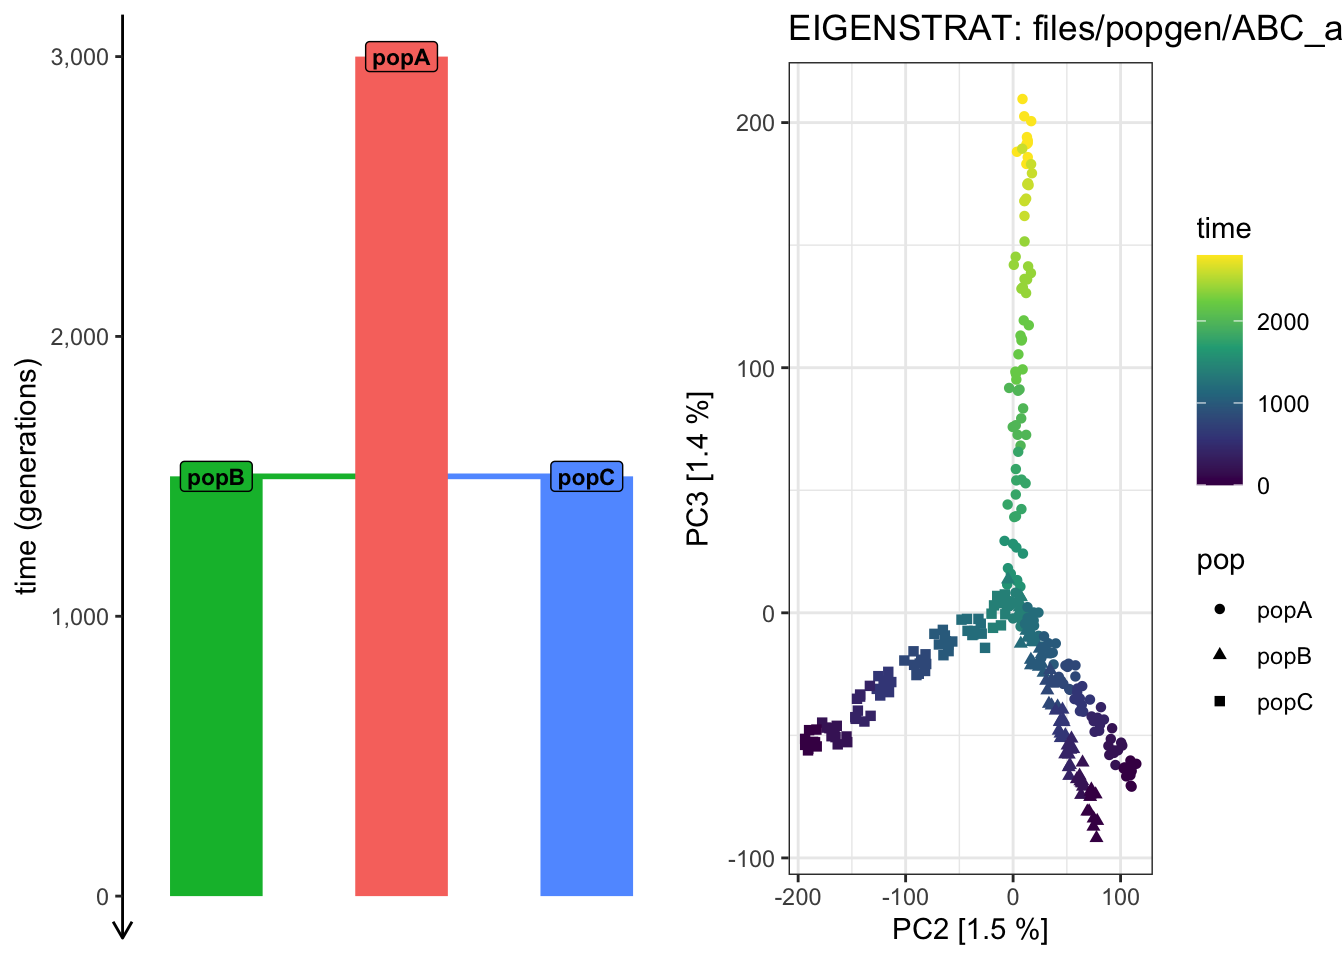 3,000
2,000
1,000
0
time (generations)
popA
popB
popC
EIGENSTRAT: files/popgen/ABC_a
200
100
0
-100
PC3 [1.4 %]
-200
-100
0
100
PC2 [1.5 %]
time
2000
1000
0
pop
popA
popB
popC